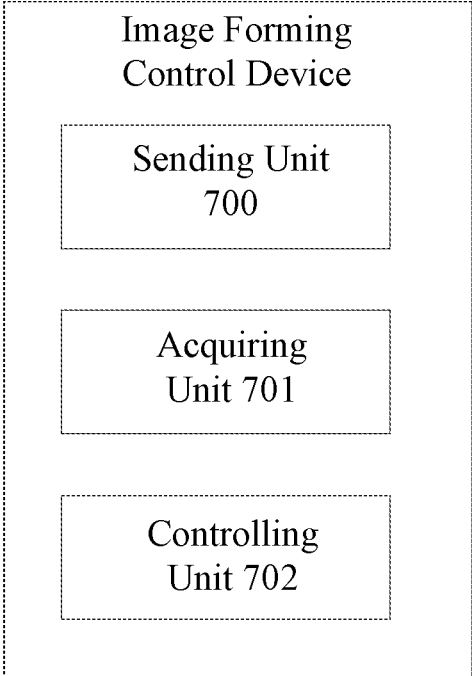 Image Forming
Control Device
Sending Unit
700
Acquiring
Unit 701
Controlling
Unit 702